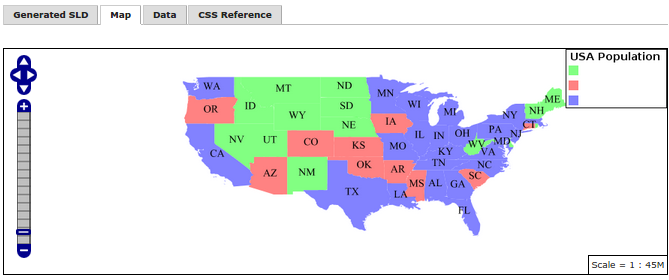 Generated SLD Map Data CSS Reference
USA Population
WA MT ND MN ME
OR ID WY SD WI MI NY NH
IA NE PA CT
NV UT CO KS MO IL IN OH WV VA MD NJ
CA KY
AZ NM OK AR TN NC
TX LA MS AL GA SC
FL
Scale = 1 : 45M